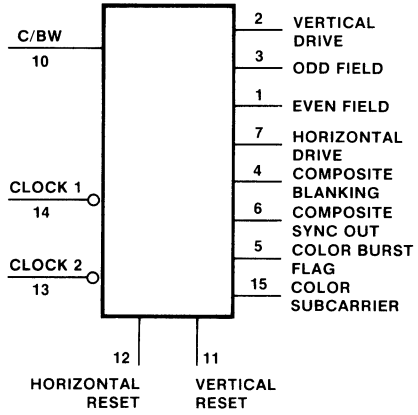 C/BW
10
CLOCK 1
14
CLOCK 2
13
2 VERTICAL
DRIVE
3 ODD FIELD
1 EVEN FIELD
7 HORIZONTAL
DRIVE
4 COMPOSITE
BLANKING
6 COMPOSITE
SYNC OUT
5 COLOR BURST
FLAG
15 COLOR
SUBCARRIER
12 11
HORIZONTAL
RESET
VERTICAL
RESET